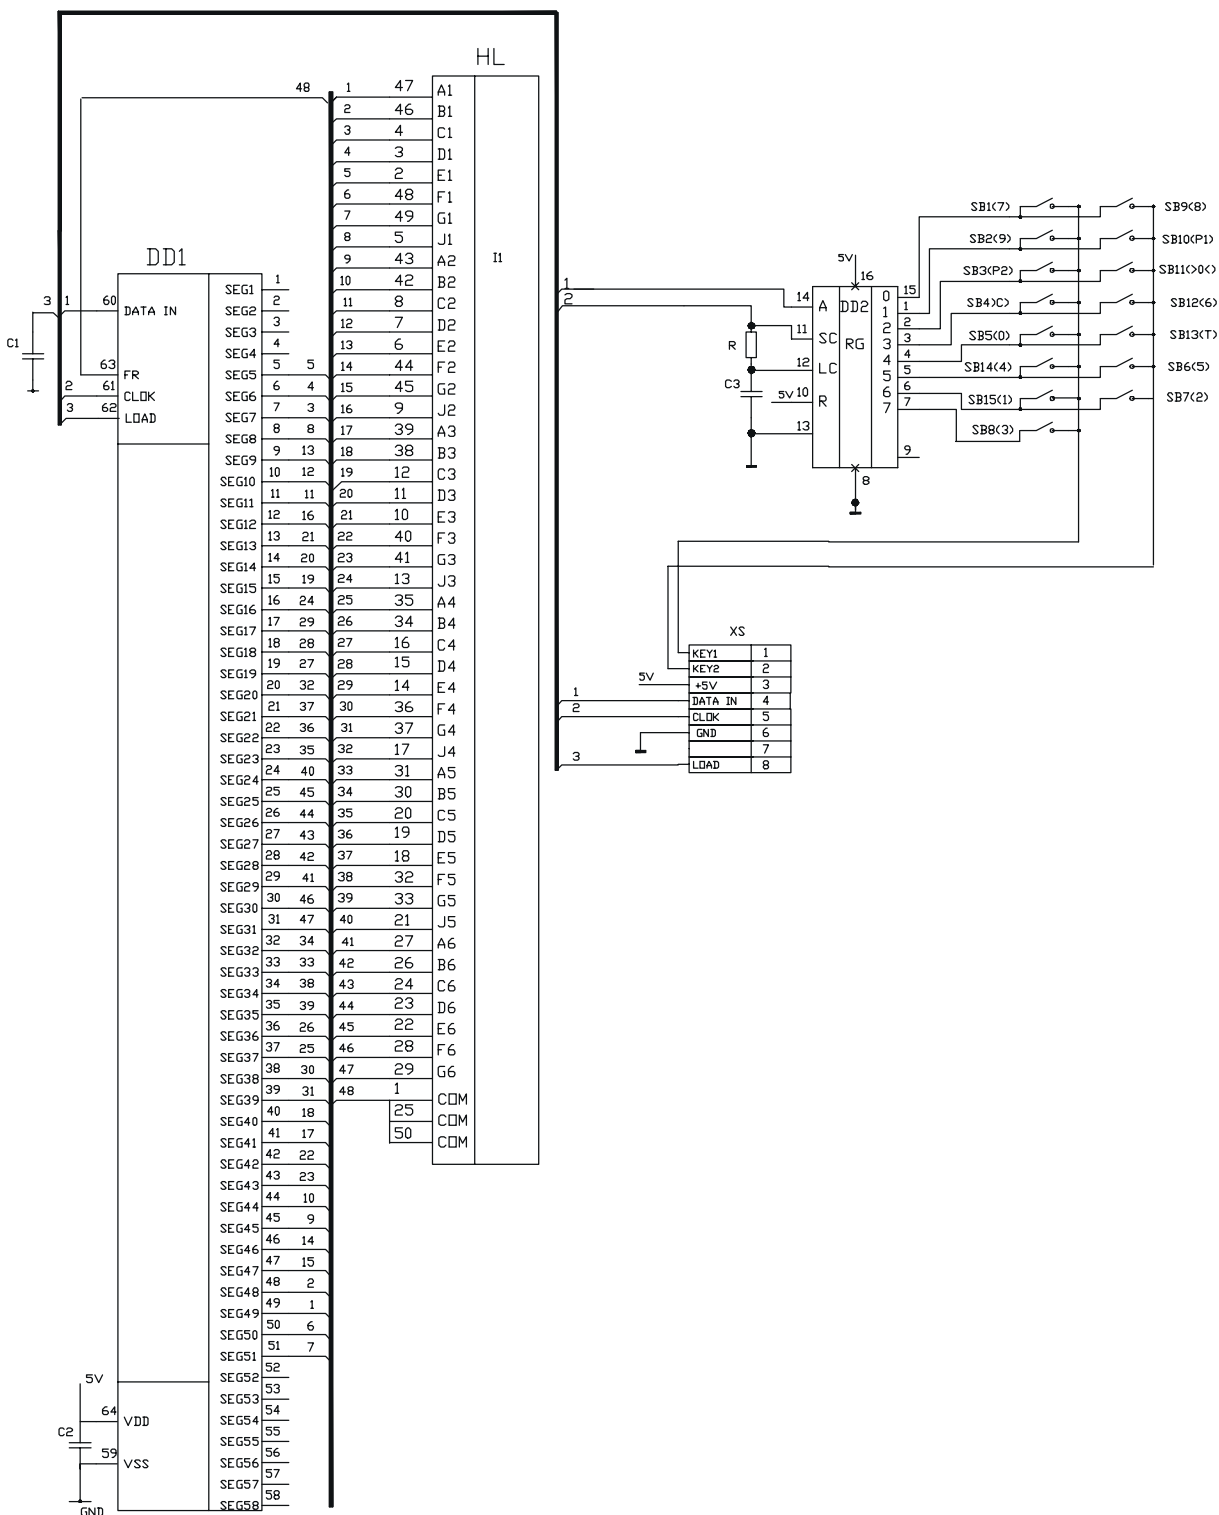 HL
48
1 47 A1
2 46 B1
3 4 C1
4 3 D1
5 2 E1
6 48 F1
7 49 G1
8 5 J1
9 43 A2
10 42 B2
11 8 C2
12 7 D2
13 6 E2
14 44 F2
15 45 G2
16 9 J2
17 39 A3
18 38 B3
19 12 C3
20 11 D3
21 10 E3
22 40 F3
23 41 G3
24 13 J3
25 35 A4
26 34 B4
27 16 C4
28 15 D4
29 14 E4
30 36 F4
31 37 G4
32 17 J4
33 31 A5
34 30 B5
35 20 C5
36 19 D5
37 18 E5
38 32 F5
39 33 G5
40 21 J5
41 27 A6
42 26 B6
43 24 C6
44 23 D6
45 22 E6
46 28 F6
47 29 G6
48 1 COM
25 COM
50 COM
I1
DD1
3 1 60 DATA IN
C1
63 FR
2 61 CLOK
3 62 LOAD
SEG1 1
SEG2 2
SEG3 3
SEG4 4
SEG5 5 5
SEG6 6 4
SEG7 7 3
SEG8 8 8
SEG9 9 13
SEG10 10 12
SEG11 11 11
SEG12 12 16
SEG13 13 21
SEG14 14 20
SEG15 15 19
SEG16 16 24
SEG17 17 29
SEG18 18 28
SEG19 19 27
SEG20 20 32
SEG21 21 37
SEG22 22 36
SEG23 23 35
SEG24 24 40
SEG25 25 45
SEG26 26 44
SEG27 27 43
SEG28 28 42
SEG29 29 41
SEG30 30 46
SEG31 31 47
SEG32 32 34
SEG33 33 33
SEG34 34 38
SEG35 35 39
SEG36 36 26
SEG37 37 25
SEG38 38 30
SEG39 39 31
SEG40 40 18
SEG41 41 17
SEG42 42 22
SEG43 43 23
SEG44 44 10
SEG45 45 9
SEG46 46 14
SEG47 47 15
SEG48 48 2
SEG49 49 1
SEG50 50 6
SEG51 51 7
SEG52 52
SEG53 53
SEG54 54
SEG55 55
SEG56 56
SEG57 57
SEG58 58
5V
64 VDD
C2
59 VSS
GND
1
2
5V 16
14 A DD2 0 15
1 1
2 2
11 SC RG 3 3
R
4 4
12 LC 5 5
C3
6 6
5V 10 R 7 7
13
9
8
SB1(7) SB9(8)
SB2(9) SB10(P1)
SB3(P2) SB11(>0<)
SB4)C) SB12(6)
SB5(0) SB13(T)
SB14(4) SB6(5)
SB15(1) SB7(2)
SB8(3)
XS
KEY1 1
KEY2 2
5V +5V 3
1 DATA IN 4
2 CLOK 5
GND 6
7
3 LOAD 8